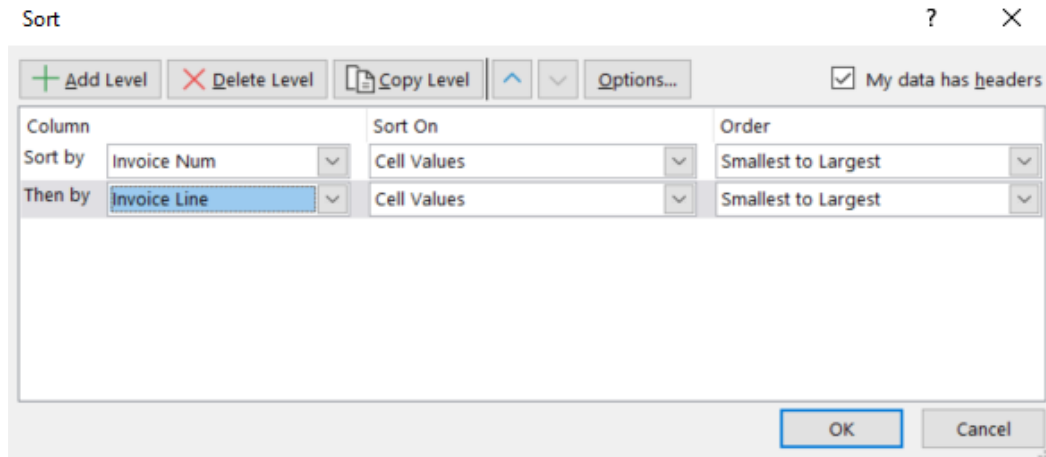 Sort ? ×
Add Level Delete Level Copy Level Options... My data has headers
Column Sort On Order
Sort by Invoice Num Cell Values Smallest to Largest
Then by Invoice Line Cell Values Smallest to Largest
OK Cancel